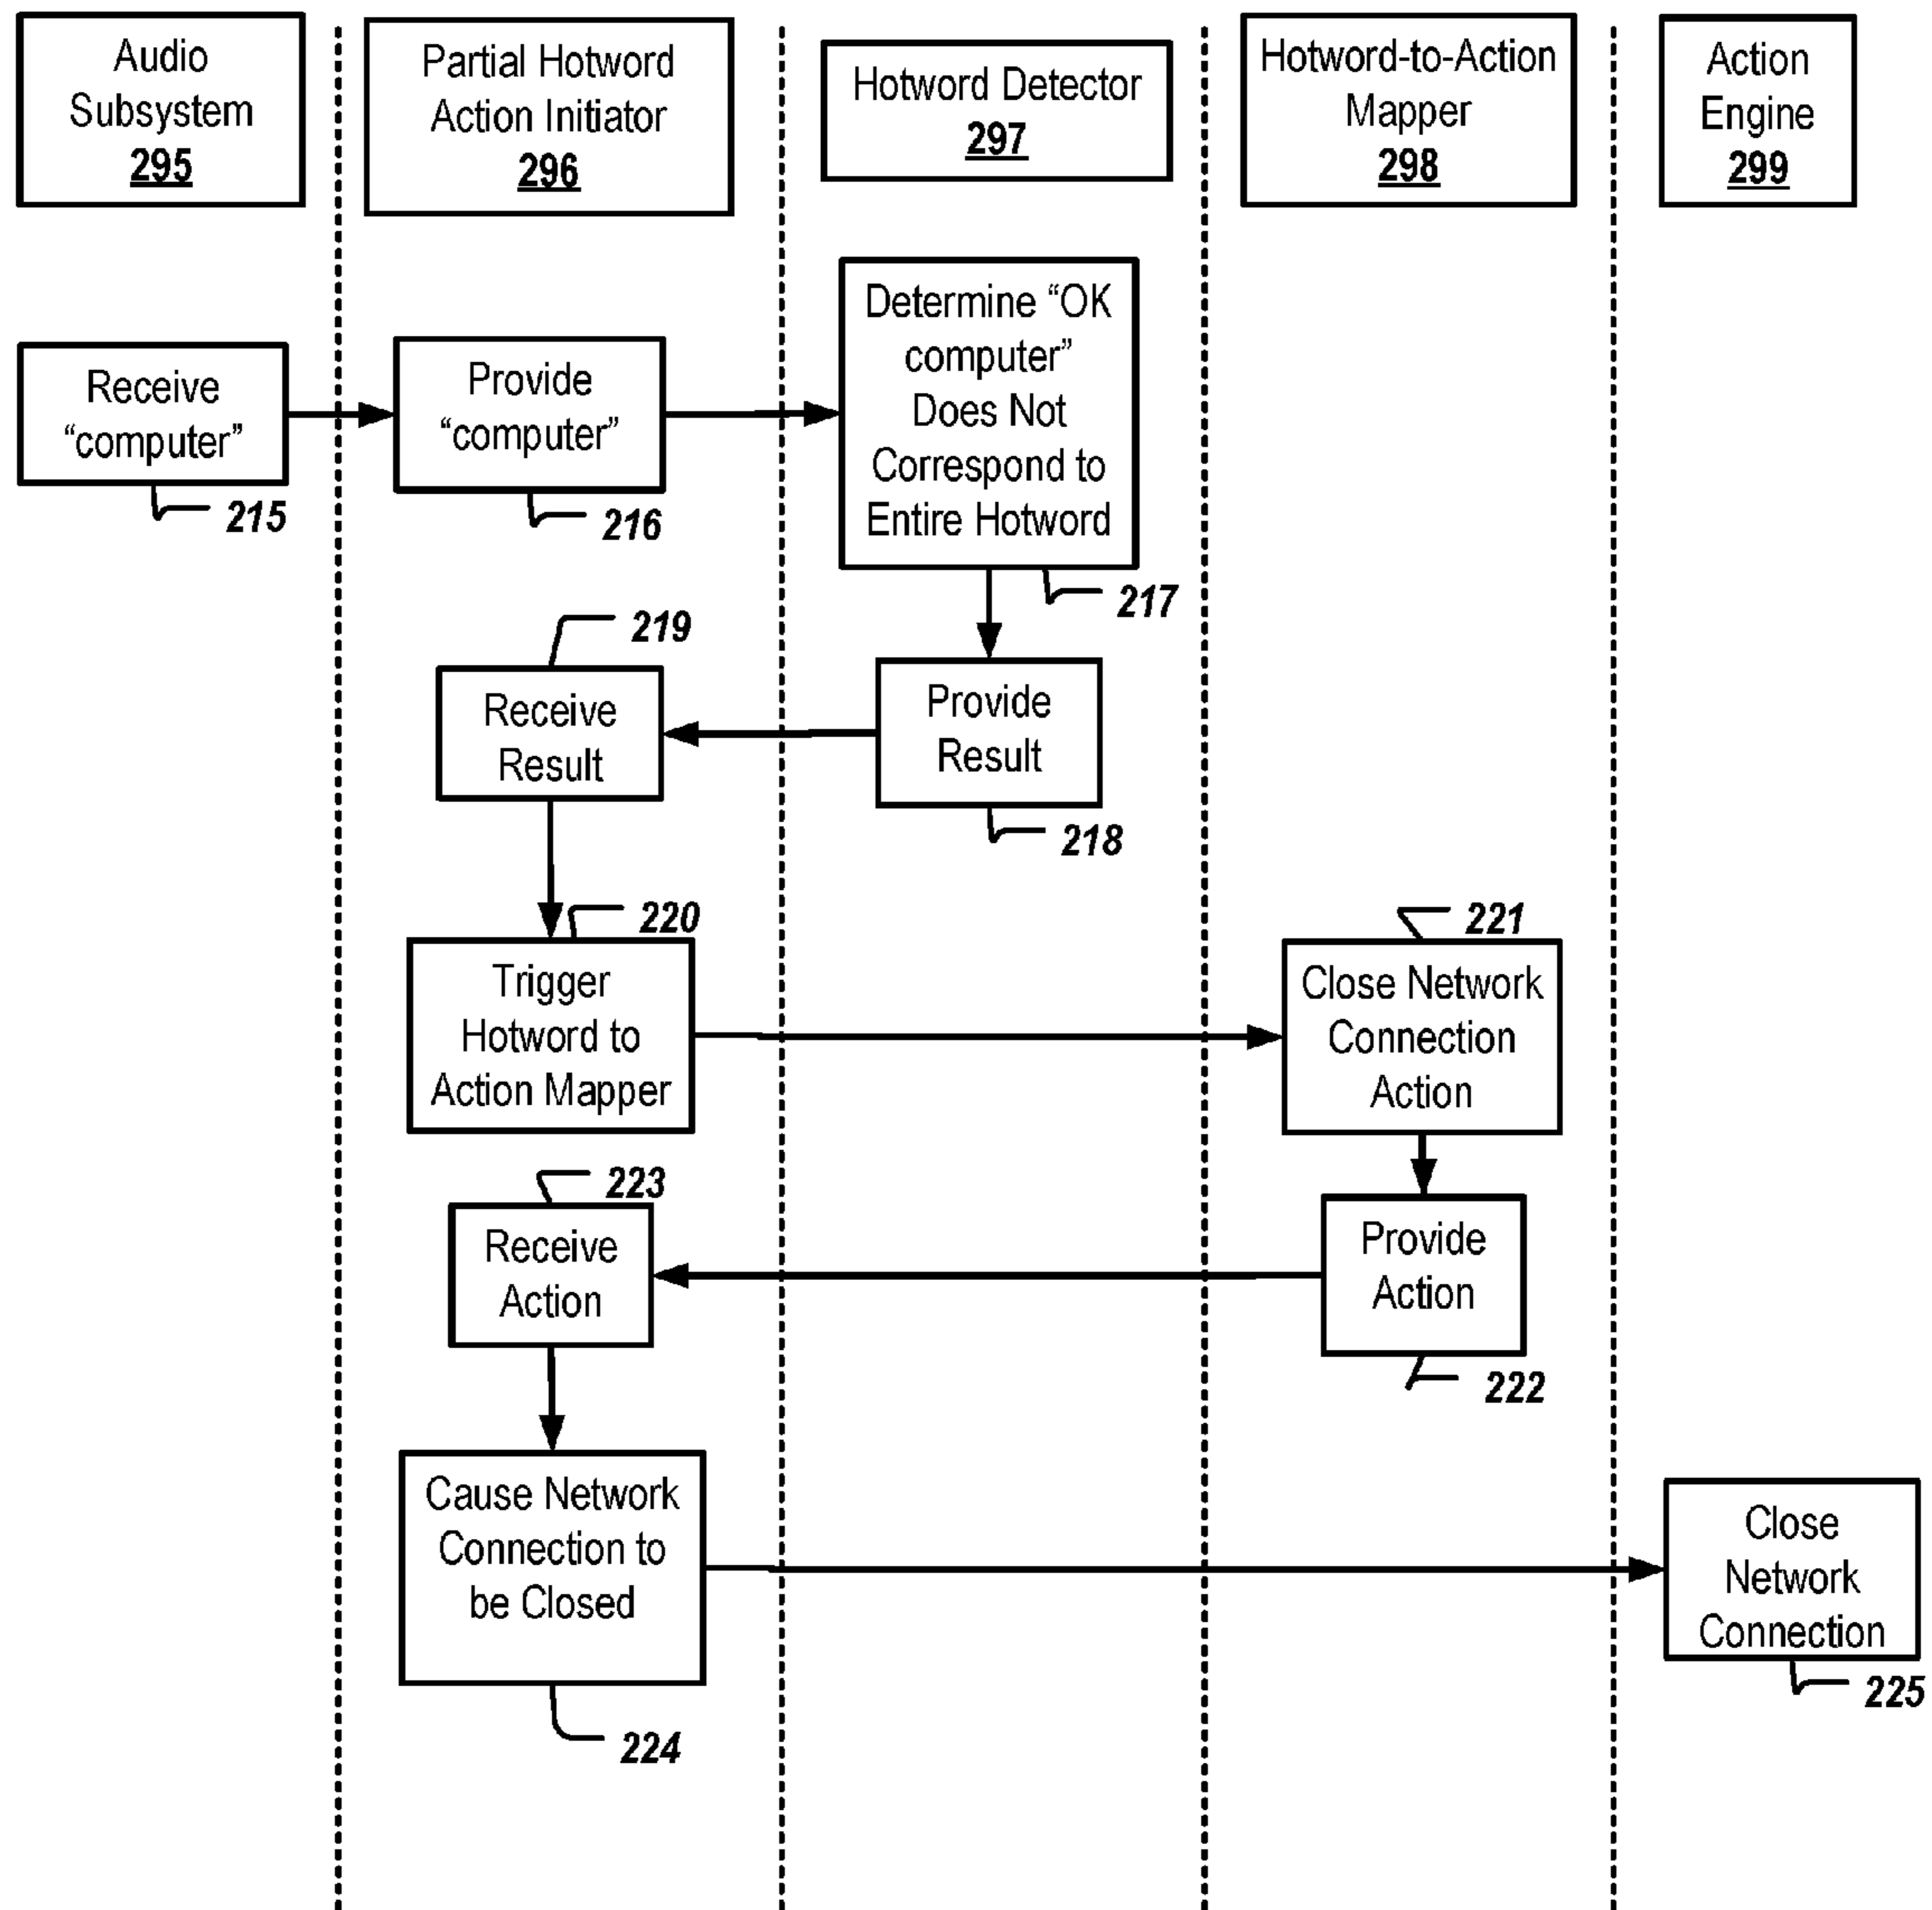 Audio
Subsystem
295
Partial Hotword
Action Initiator
296
Hotword Detector
297
Hotword-to-Action
Mapper
298
Action
Engine
299
Receive
“computer”
215
Provide
“computer”
216
Determine “OK
computer”
Does Not
Correspond to
Entire Hotword
217
Provide
Result
218
219
Receive
Result
220
Trigger
Hotword to
Action Mapper
221
Close Network
Connection
Action
Provide
Action
222
223
Receive
Action
Cause Network
Connection to
be Closed
224
Close
Network
Connection
225